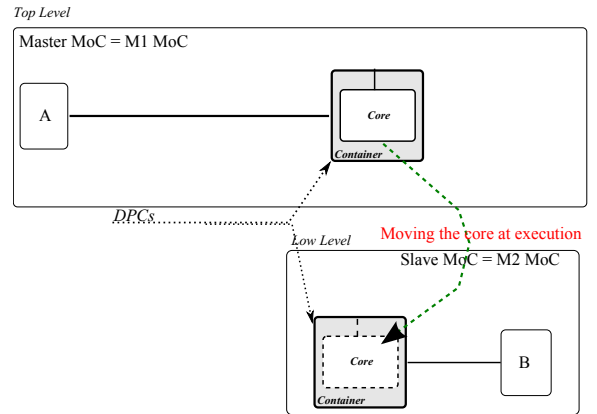 Top Level
Master MoC = M1 MoC
A
Core
Container
DPCs
Moving the core at execution
Low Level
Slave MoC = M2 MoC
Core
B
Container